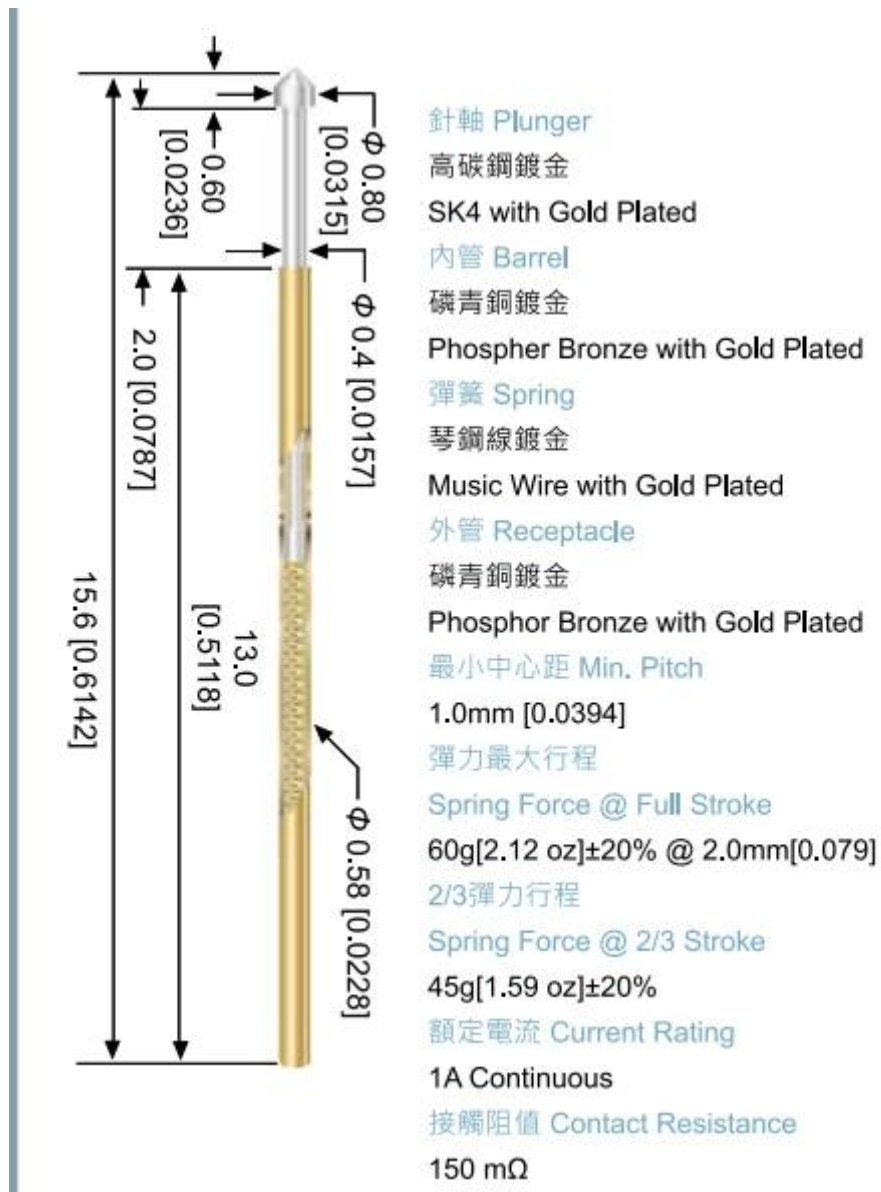 0.60
[0.0236]
Φ 0.80
[0.0315]
Φ 0.4 [0.0157]
2.0 [0.0787]
15.6 [0.6142]
13.0
[0.5118]
Φ 0.58 [0.0228]
針軸 Plunger
高碳鋼鍍金
SK4 with Gold Plated
內管 Barrel
磷青銅鍍金
Phospher Bronze with Gold Plated
彈簧 Spring
琴鋼線鍍金
Music Wire with Gold Plated
外管 Receptacle
磷青銅鍍金
Phosphor Bronze with Gold Plated
最小中心距 Min. Pitch
1.0mm [0.0394]
彈力最大行程
Spring Force @ Full Stroke
60g[2.12 oz]±20% @ 2.0mm[0.079]
2/3彈力行程
Spring Force @ 2/3 Stroke
45g[1.59 oz]±20%
額定電流 Current Rating
1A Continuous
接觸阻值 Contact Resistance
150 mΩ